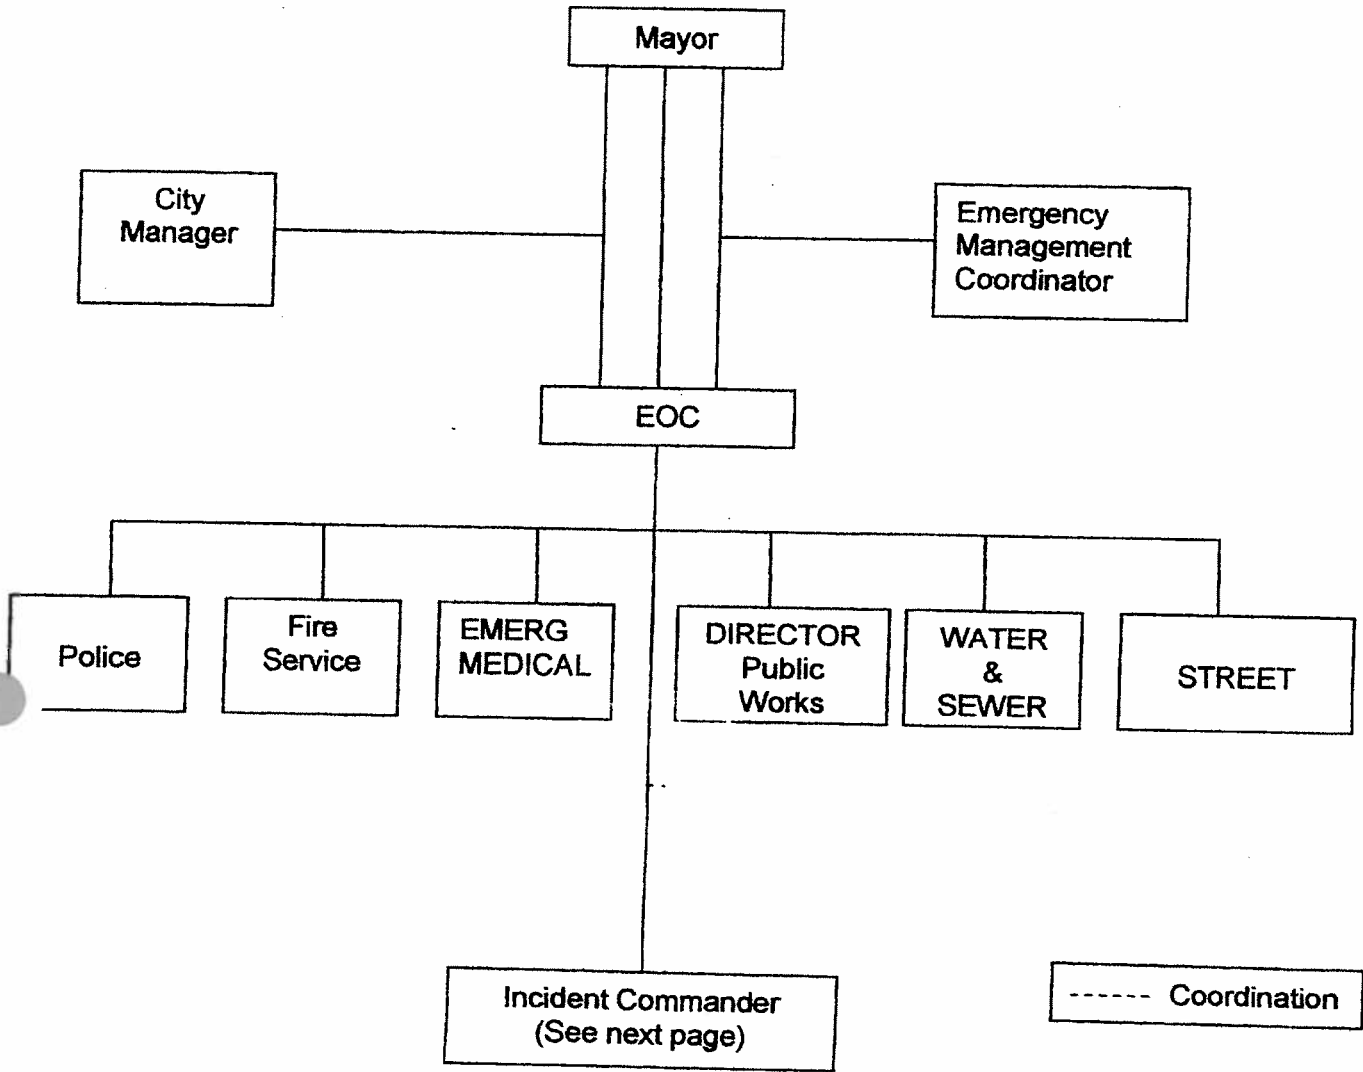 Mayor
City
Manager
Emergency
Management
Coordinator
EOC
Police
Fire
Service
EMERG
MEDICAL
DIRECTOR
Public
Works
WATER
&
SEWER
STREET
Incident Commander
(See next page)
------ Coordination